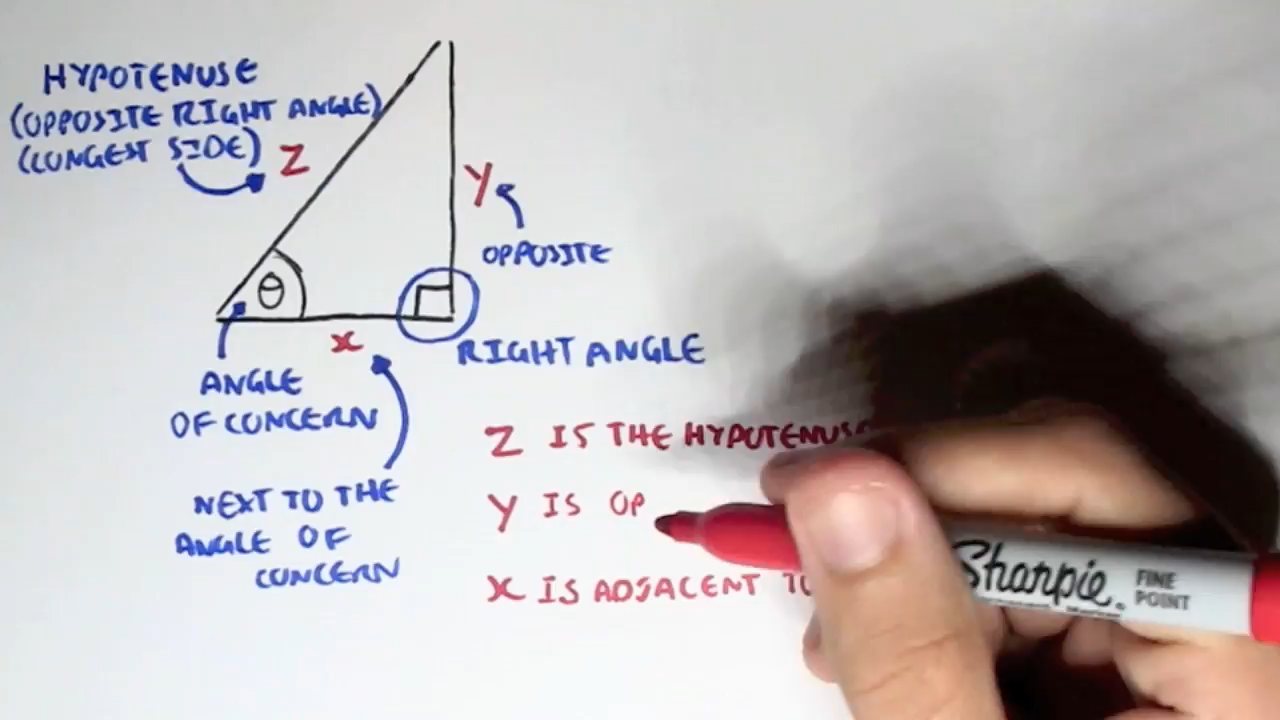 HYPOTENUSE
(OPPOSITE RIGHT ANGLE)
(LONGEST SIDE)
Z
Y
OPPOSITE
θ
x
RIGHT ANGLE
ANGLE
OF CONCERN
NEXT TO THE
ANGLE OF
CONCERN
Z IS THE HYPOTENUSE
Y IS OP
x IS ADJACENT TO
Sharpie.
FINE
POINT